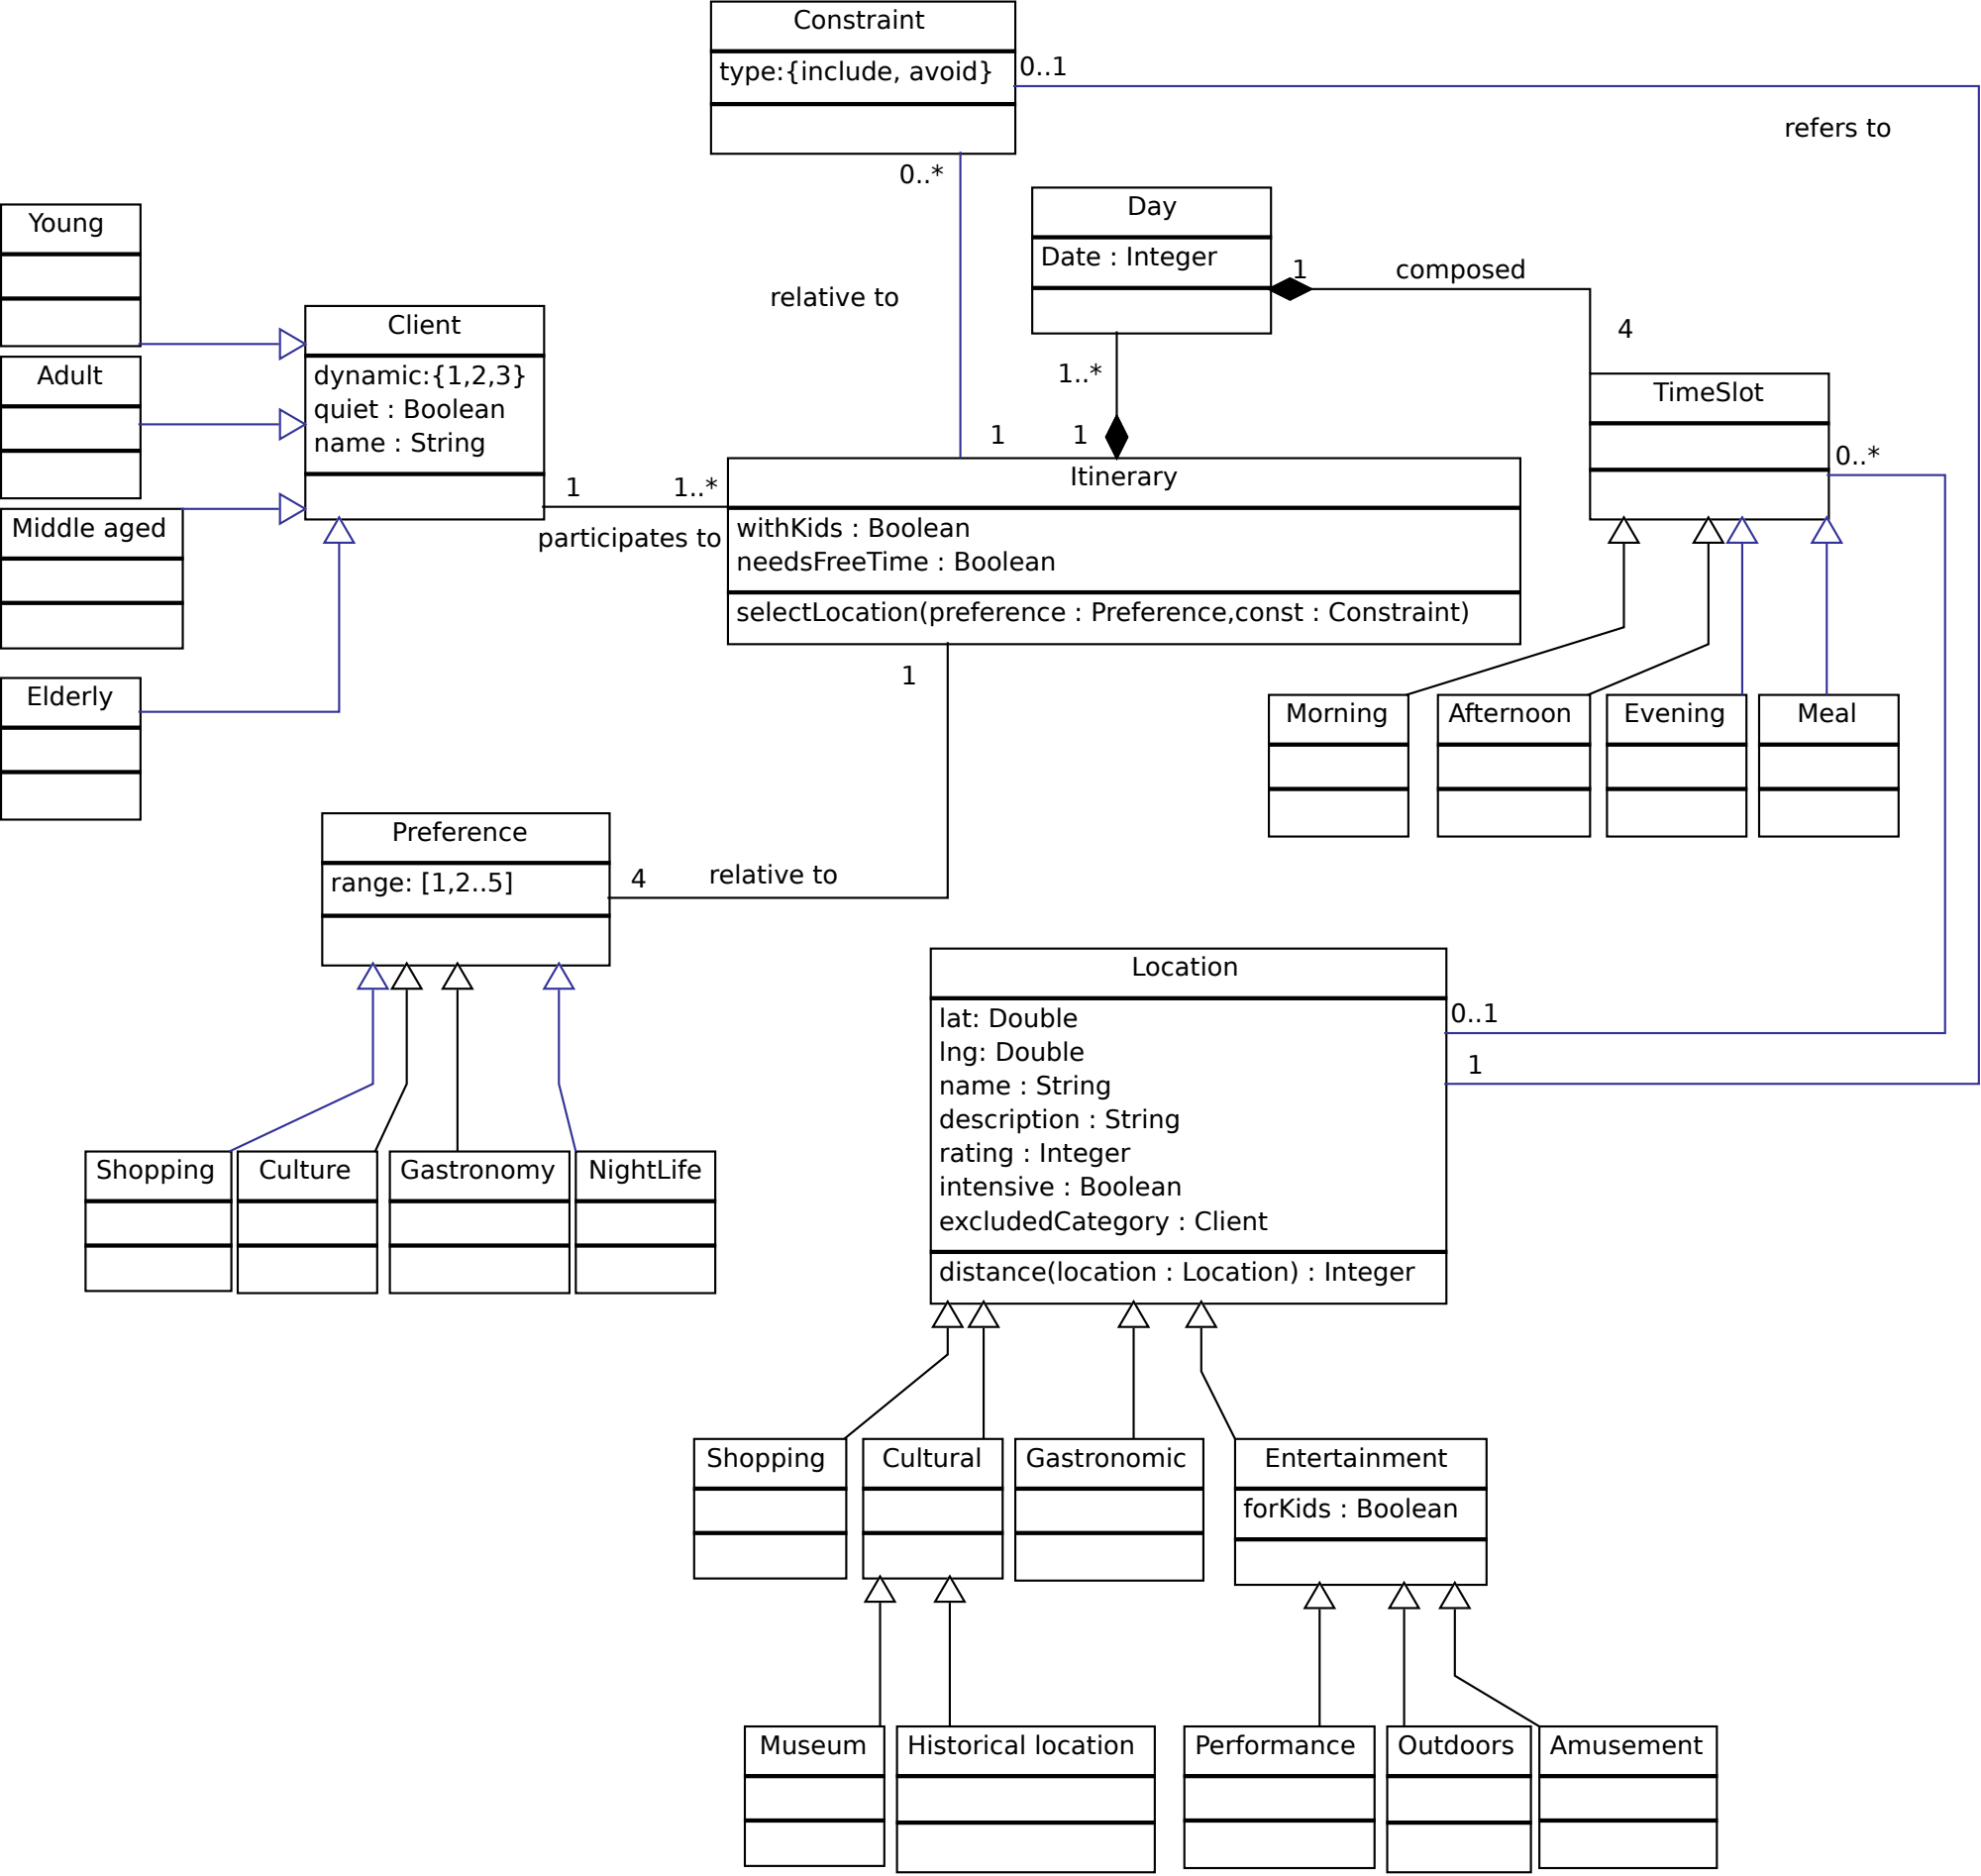 Constraint
type:{include, avoid}
0..1
refers to
0..*
Day
Date : Integer
1
composed
4
Young
relative to
Client
dynamic:{1,2,3}
quiet : Boolean
name : String
Adult
1..*
1
1
TimeSlot
0..*
Middle aged
1
1..*
participates to
Itinerary
withKids : Boolean
needsFreeTime : Boolean
selectLocation(preference : Preference,const : Constraint)
1
Elderly
Morning
Afternoon
Evening
Meal
Preference
range: [1,2..5]
4
relative to
Location
lat: Double
lng: Double
name : String
description : String
rating : Integer
intensive : Boolean
excludedCategory : Client
distance(location : Location) : Integer
0..1
1
Shopping
Culture
Gastronomy
NightLife
Shopping
Cultural
Gastronomic
Entertainment
forKids : Boolean
Museum
Historical location
Performance
Outdoors
Amusement